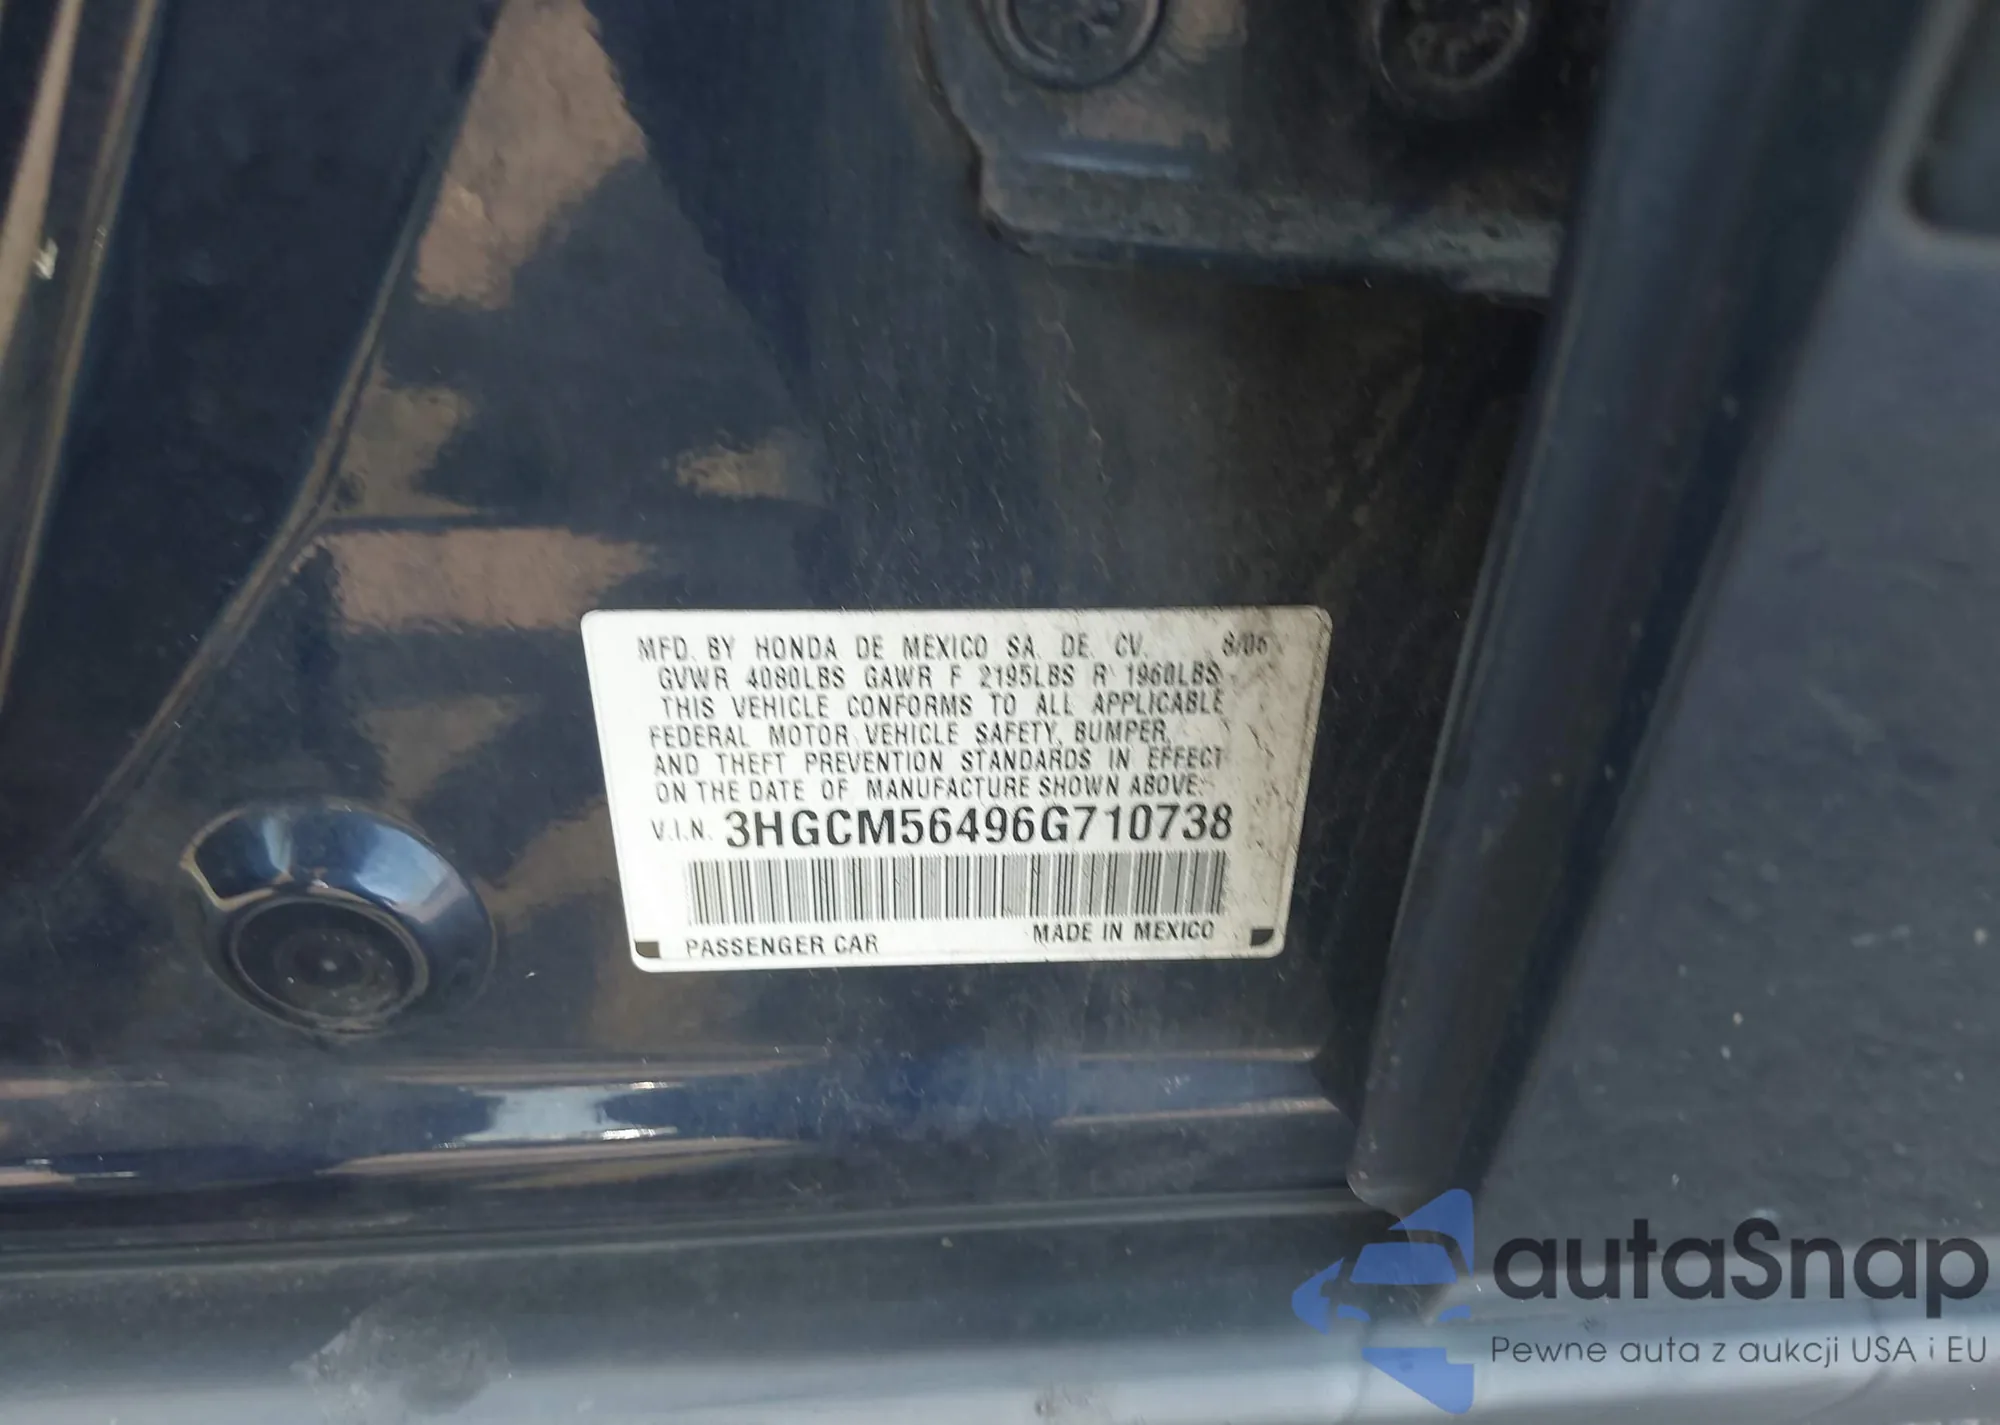 MFD. BY HONDA DE MEXICO SA. DE. CV. 8/06
GVWR 4080LBS GAWR F 2195LBS R 1960LBS
THIS VEHICLE CONFORMS TO ALL APPLICABLE
FEDERAL MOTOR VEHICLE SAFETY, BUMPER,
AND THEFT PREVENTION STANDARDS IN EFFECT
ON THE DATE OF MANUFACTURE SHOWN ABOVE.
V.I.N. 3HGCM56496G710738
PASSENGER CAR MADE IN MEXICO
autaSnap
Pewne auta z aukcji USA i EU